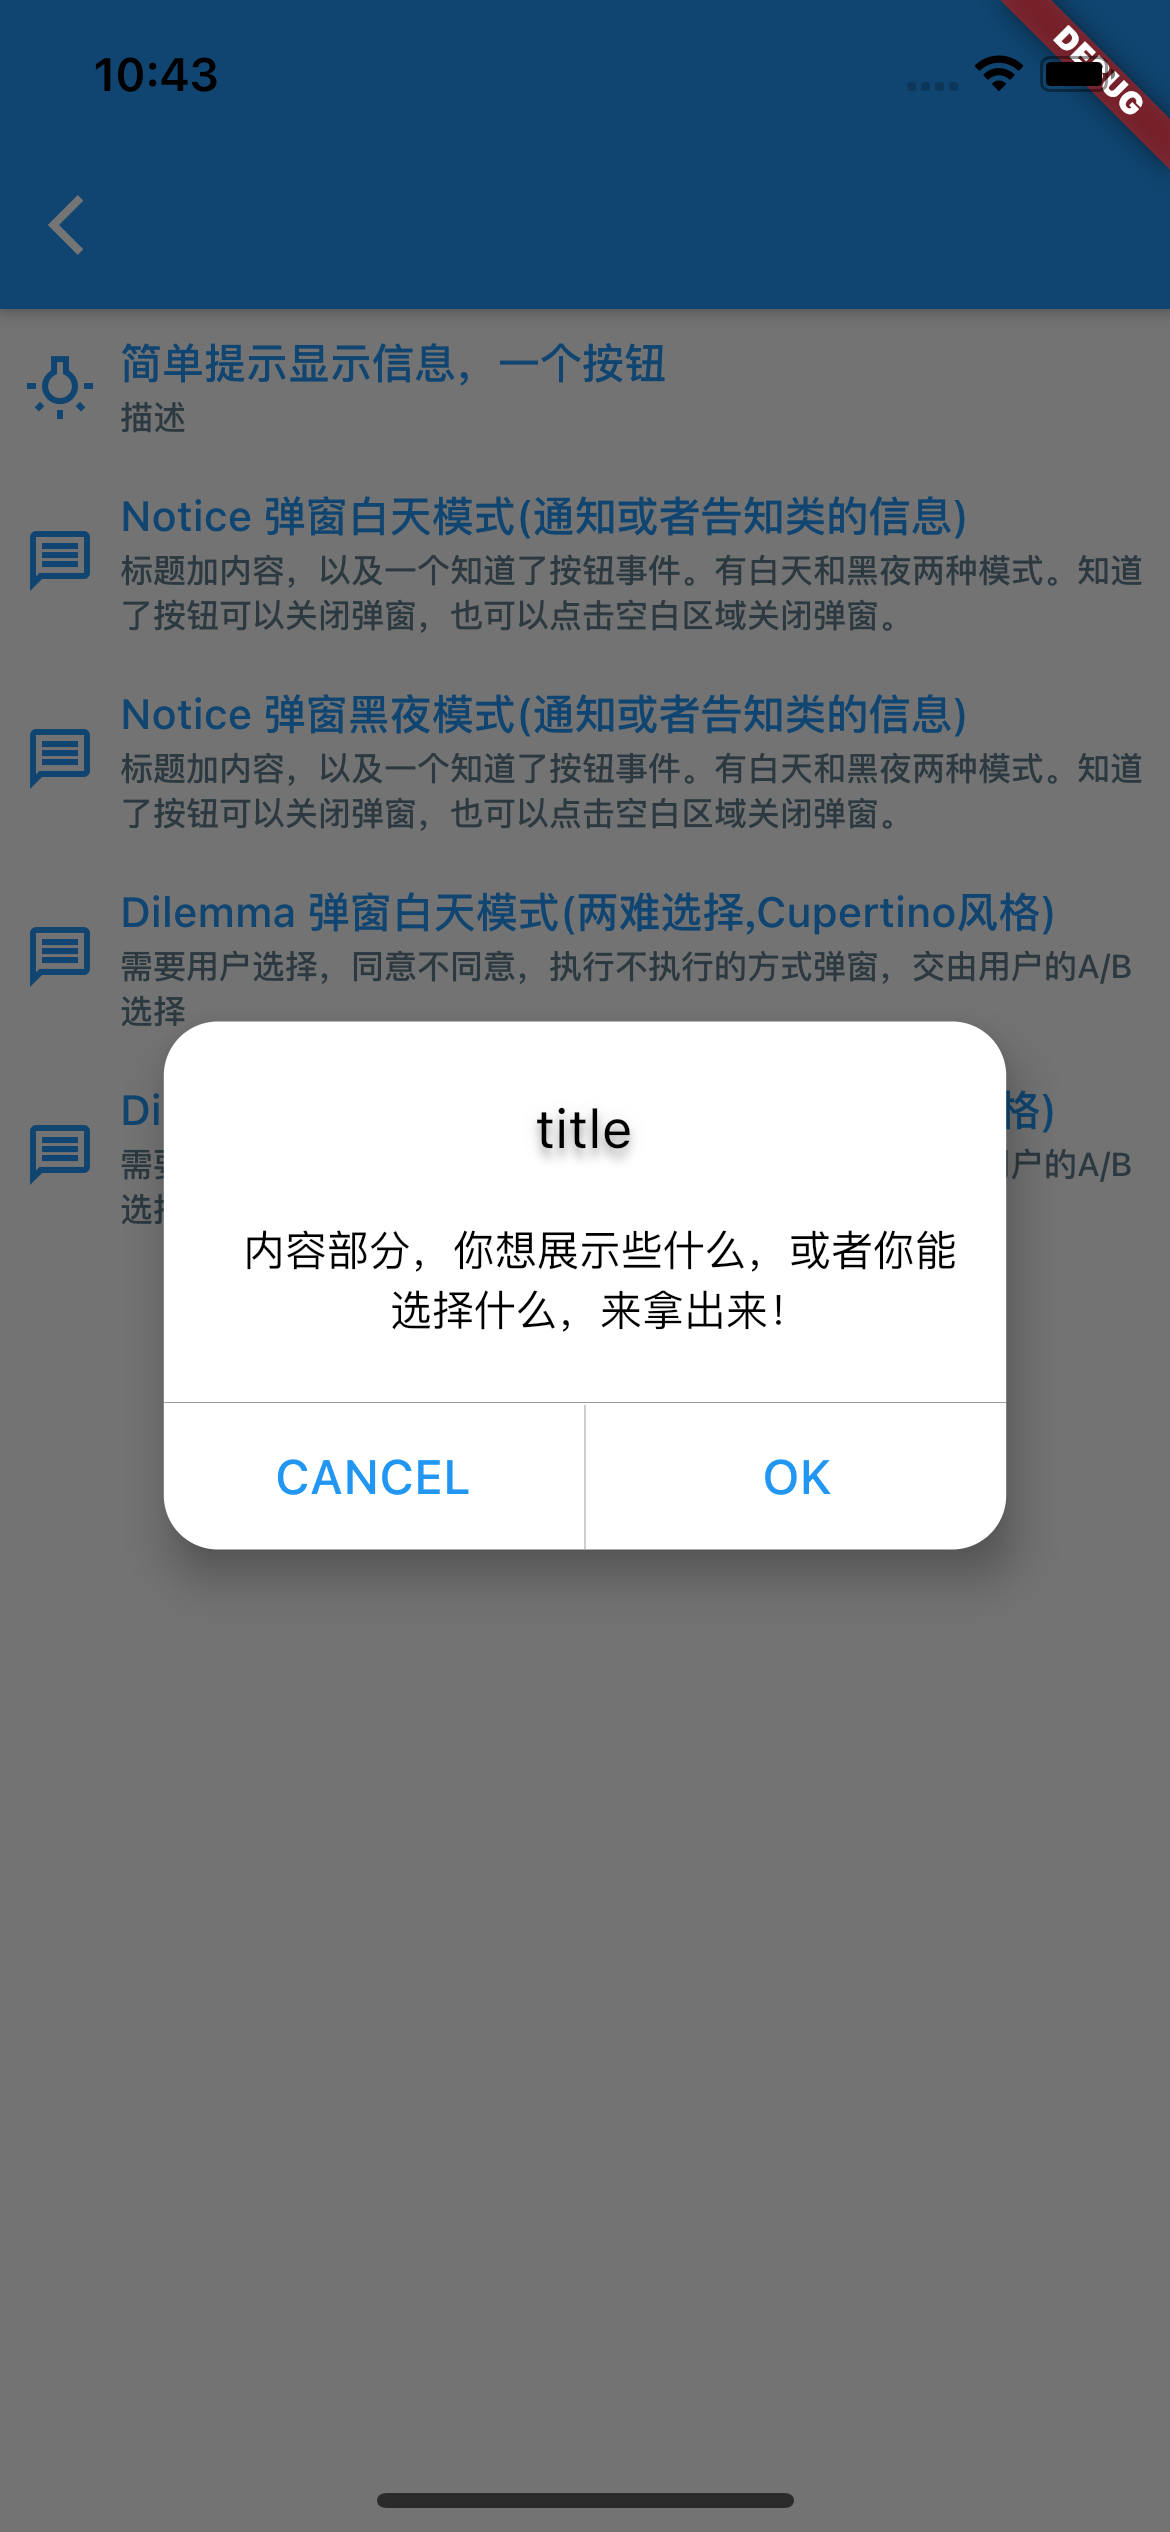 10:43
DEBUG
简单提示显示信息，一个按钮
描述
Notice 弹窗白天模式(通知或者告知类的信息)
标题加内容，以及一个知道了按钮事件。有白天和黑夜两种模式。知道
了按钮可以关闭弹窗，也可以点击空白区域关闭弹窗。
Notice 弹窗黑夜模式(通知或者告知类的信息)
标题加内容，以及一个知道了按钮事件。有白天和黑夜两种模式。知道
了按钮可以关闭弹窗，也可以点击空白区域关闭弹窗。
Dilemma 弹窗白天模式(两难选择,Cupertino风格)
需要用户选择，同意不同意，执行不执行的方式弹窗，交由用户的A/B
选择
Di 格)
需 户的A/B
选
title
内容部分，你想展示些什么，或者你能
选择什么，来拿出来！
CANCEL OK